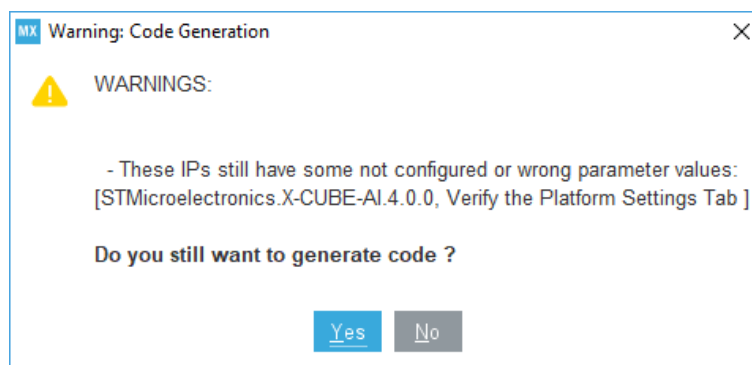 MX Warning: Code Generation
WARNINGS:
- These IPs still have some not configured or wrong parameter values:
[STMicroelectronics.X-CUBE-AI.4.0.0, Verify the Platform Settings Tab ]
Do you still want to generate code ?
Yes No